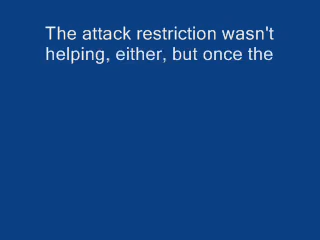 The attack restriction wasn't
helping, either, but once the